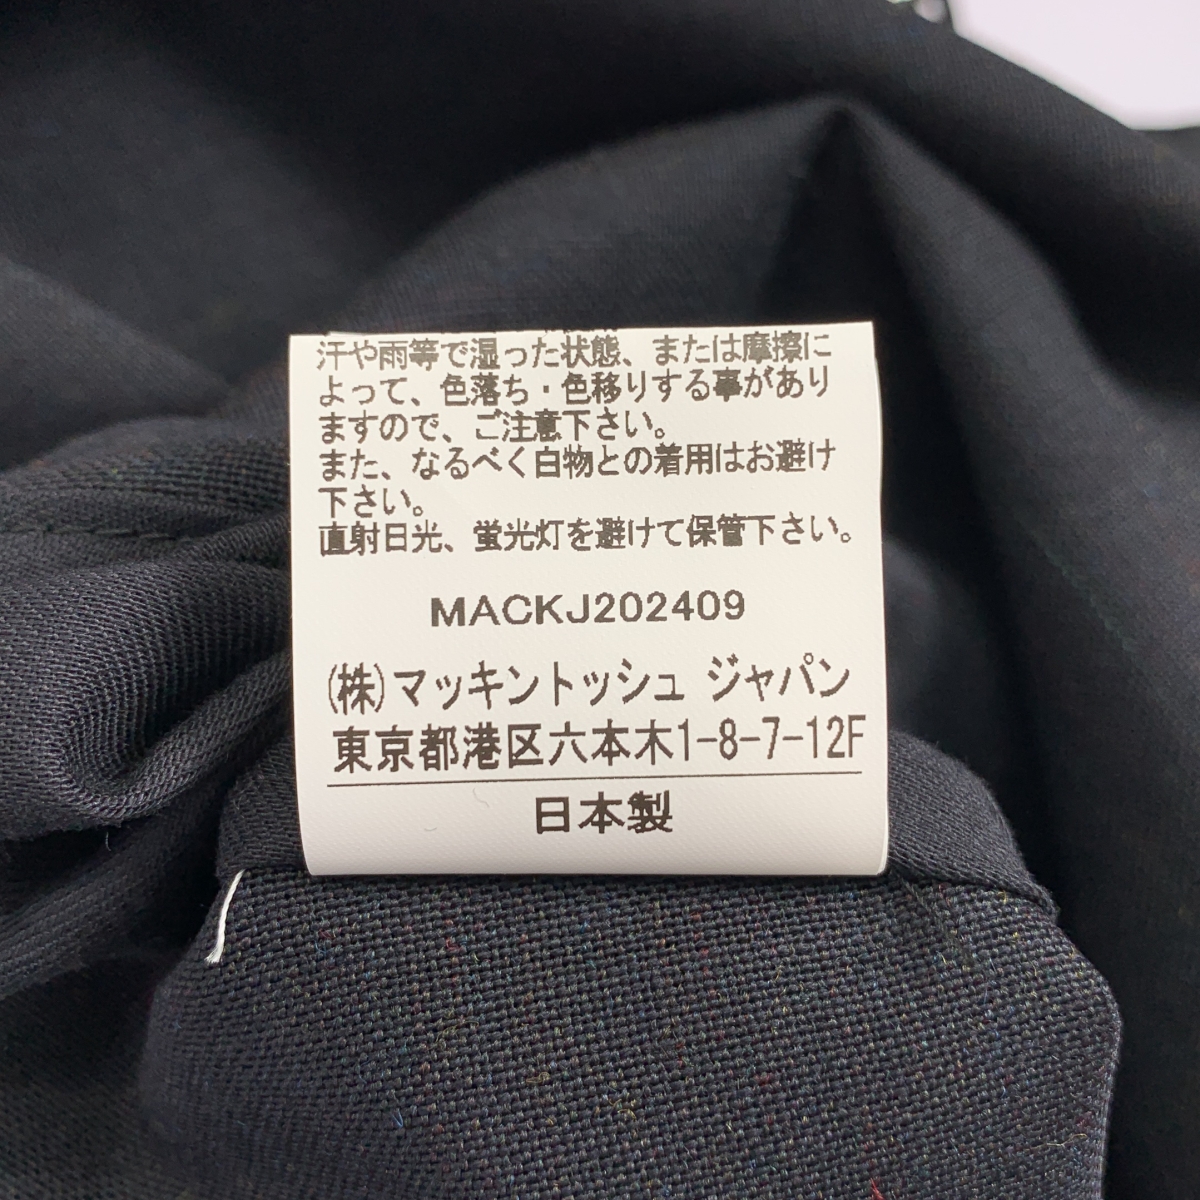 汗や雨等で湿った状態、または摩擦に
よって、色落ち・色移りする事があり
ますので、ご注意下さい。
また、なるべく白物との着用はお避け
下さい。
直射日光、蛍光灯を避けて保管下さい。
MACKJ202409
(株)マッキントッシュ ジャパン
東京都港区六本木1-8-7-12F
日本製